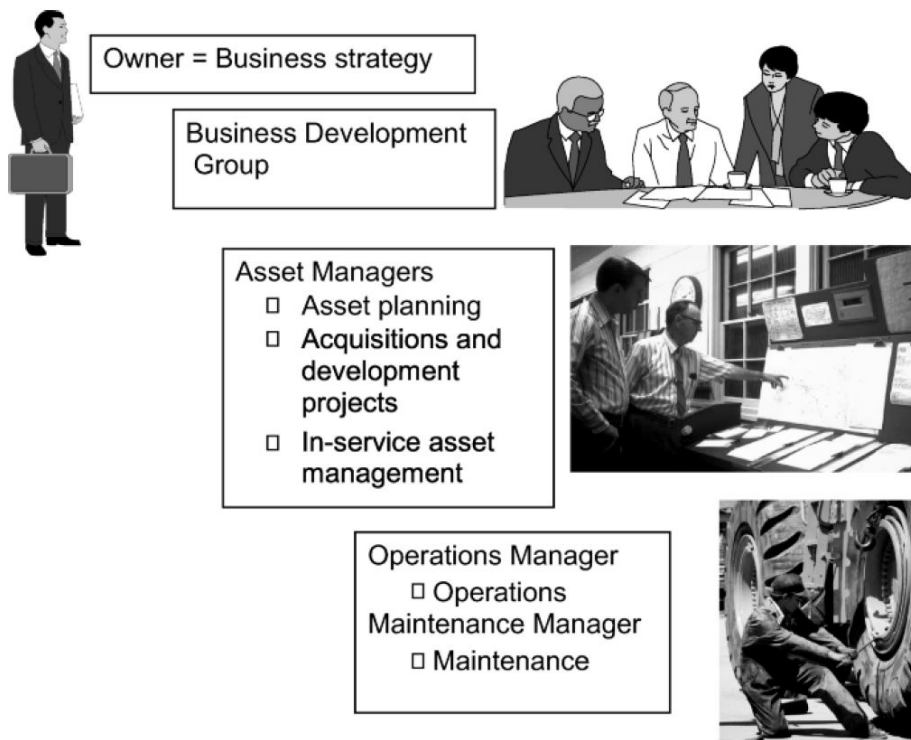 Owner = Business strategy
Business Development
Group
Asset Managers
▯ Asset planning
▯ Acquisitions and
development
projects
▯ In-service asset
management
Operations Manager
▯ Operations
Maintenance Manager
▯ Maintenance